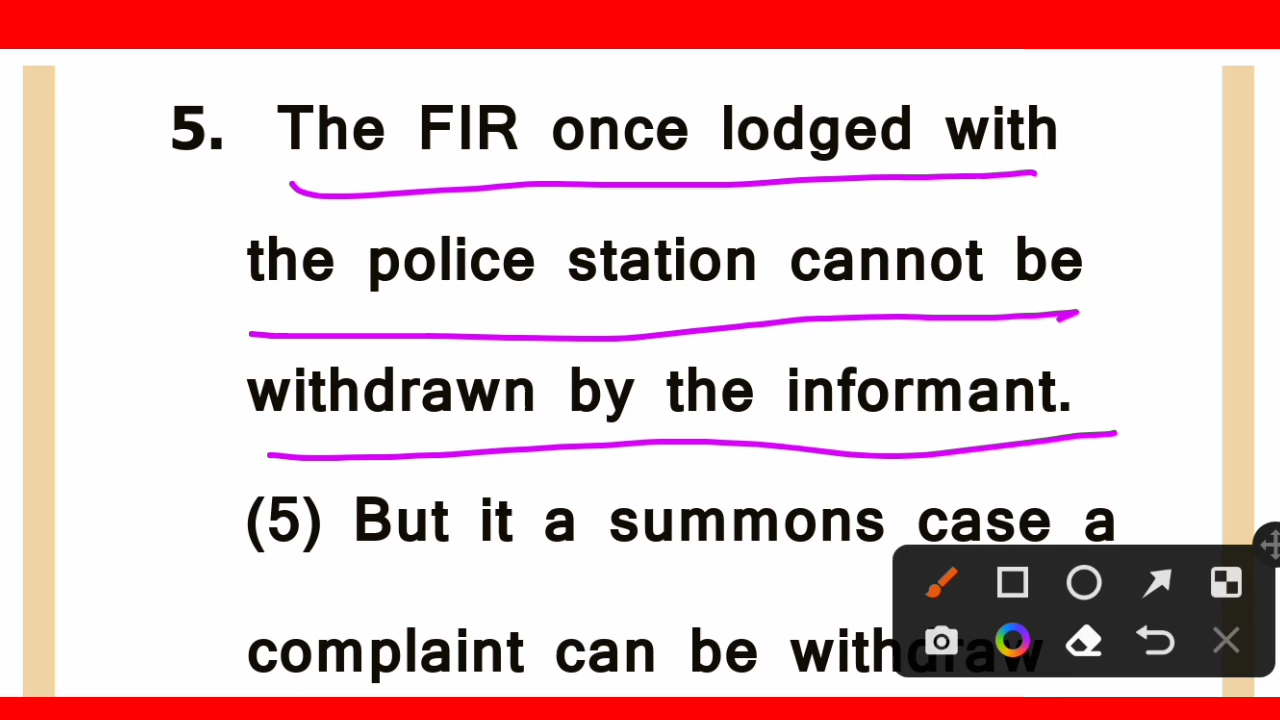 5. The FIR once lodged with
the police station cannot be
withdrawn by the informant.
(5) But it a summons case a
complaint can be withdraw